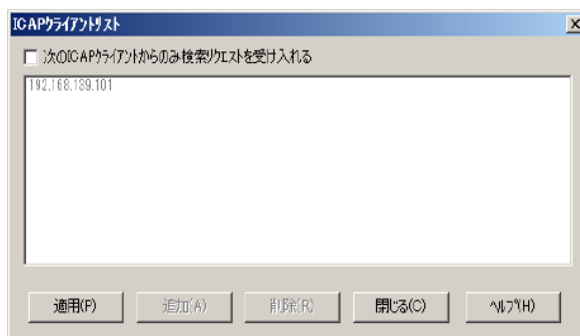 ICAPクライアントリスト
次のICAPクライアントからのみ検索リクエストを受け入れる
192.168.139.101
適用(P)
追加(A)
削除(R)
閉じる(C)
ヘルプ(H)